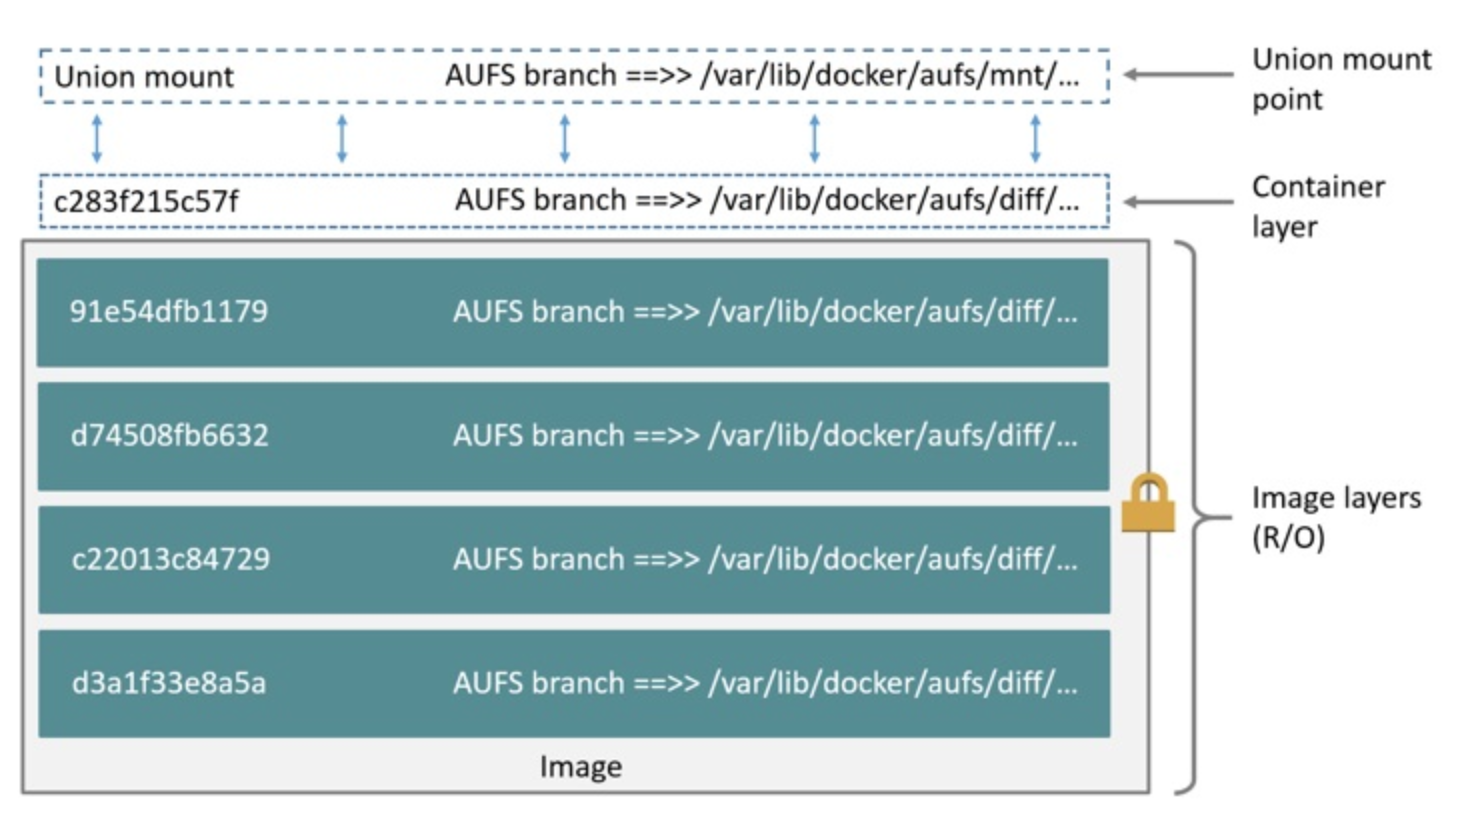 Union mount AUFS branch ==>> /var/lib/docker/aufs/mnt/...
Union mount
point
c283f215c57f AUFS branch ==>> /var/lib/docker/aufs/diff/...
Container
layer
91e54dfb1179 AUFS branch ==>> /var/lib/docker/aufs/diff/...
d74508fb6632 AUFS branch ==>> /var/lib/docker/aufs/diff/...
c22013c84729 AUFS branch ==>> /var/lib/docker/aufs/diff/...
d3a1f33e8a5a AUFS branch ==>> /var/lib/docker/aufs/diff/...
Image layers
(R/O)
Image